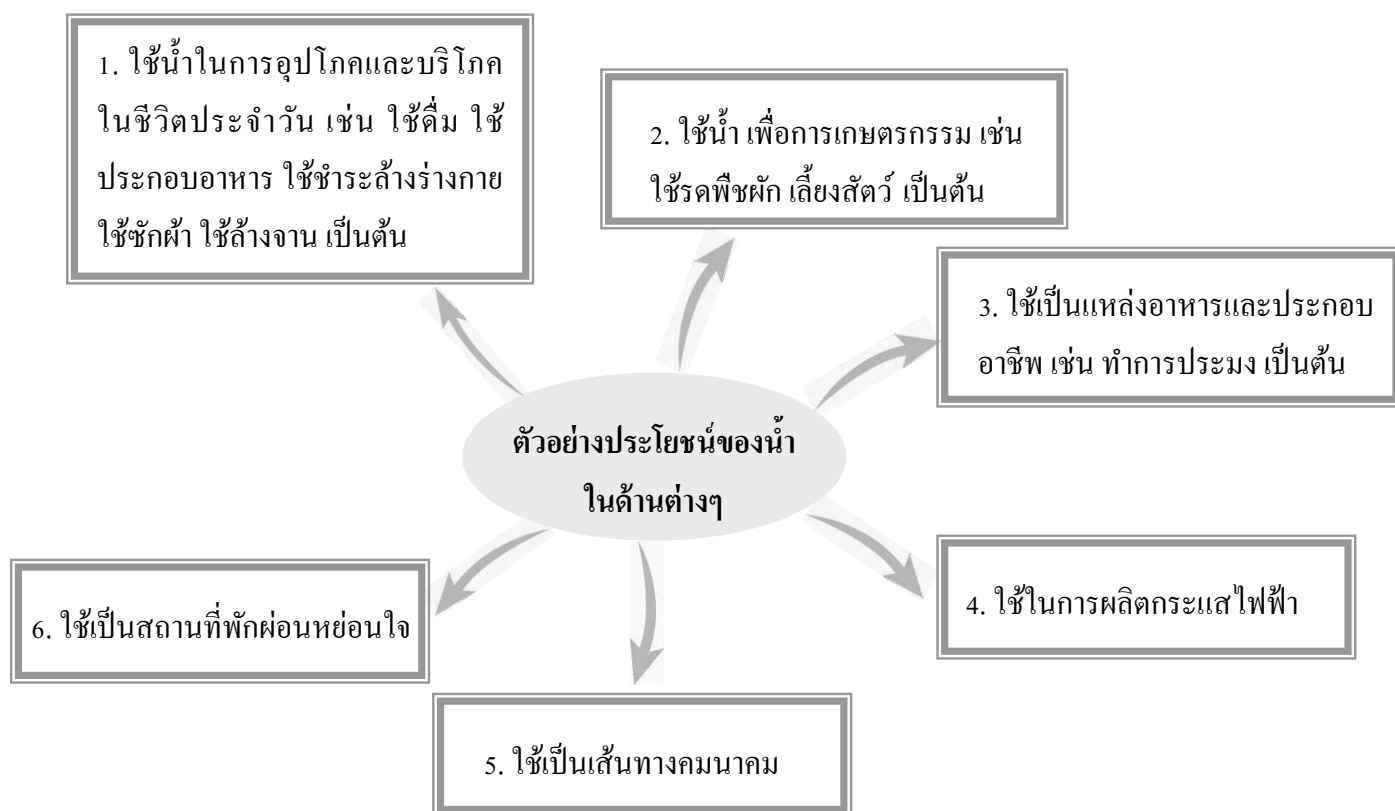 1. ใช้น้ำในการอุปโภคและบริโภค
ในชีวิตประจำวัน เช่น ใช้ดื่ม ใช้
ประกอบอาหาร ใช้ชำระล้างร่างกาย
ใช้ซักผ้า ใช้ล้างจาน เป็นต้น
2. ใช้น้ำ เพื่อการเกษตรกรรม เช่น
ใช้รดพืชผัก เลี้ยงสัตว์ เป็นต้น
3. ใช้เป็นแหล่งอาหารและประกอบ
อาชีพ เช่น ทำการประมง เป็นต้น
ตัวอย่างประโยชน์ของน้ำ
ในด้านต่างๆ
4. ใช้ในการผลิตกระแสไฟฟ้า
6. ใช้เป็นสถานที่พักผ่อนหย่อนใจ
5. ใช้เป็นเส้นทางคมนาคม